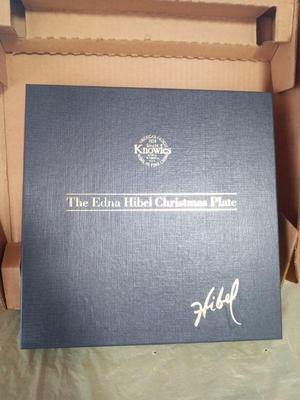 Knowles
The Edna Hibel Christmas Plate
Hibel